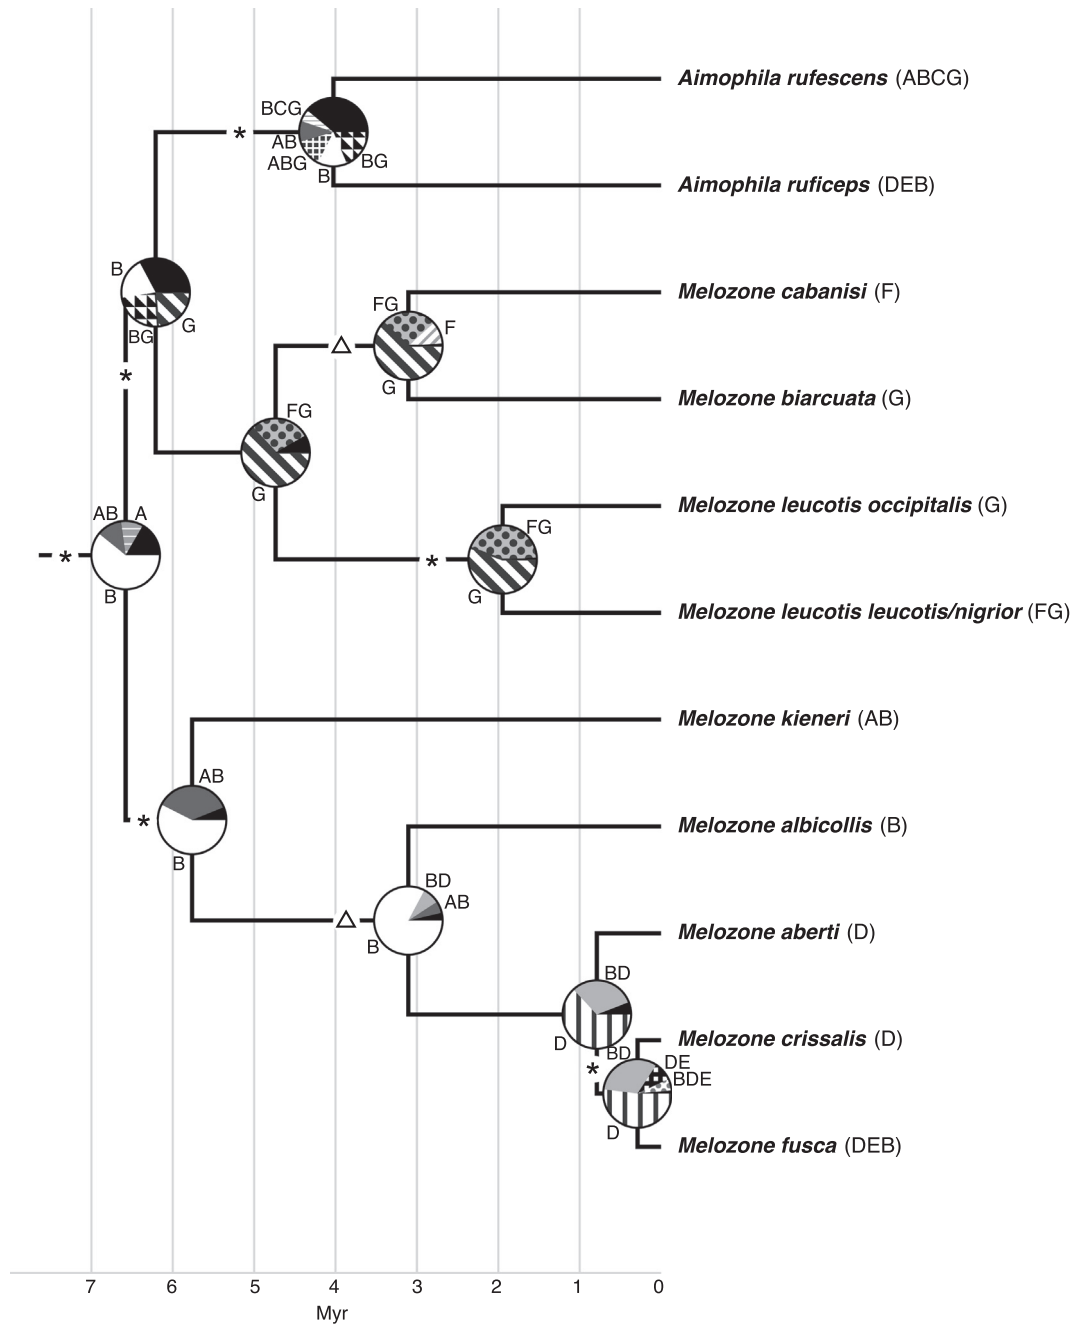 Aimophila rufescens (ABCG)
BCG
AB
ABG
BG
B
Aimophila ruficeps (DEB)
B
G
BG
*
*
Melozone cabanisi (F)
FG
F
G
Melozone biarcuata (G)
FG
G
Melozone leucotis occipitalis (G)
FG
G
*
Melozone leucotis leucotis/nigrior (FG)
AB A
B
*
Melozone kieneri (AB)
AB
B
*
Melozone albicollis (B)
BD
AB
B
Melozone aberti (D)
BD
D
Melozone crissalis (D)
BD
DE
BDE
*
D
Melozone fusca (DEB)
7 6 5 4 3 2 1 0
Myr